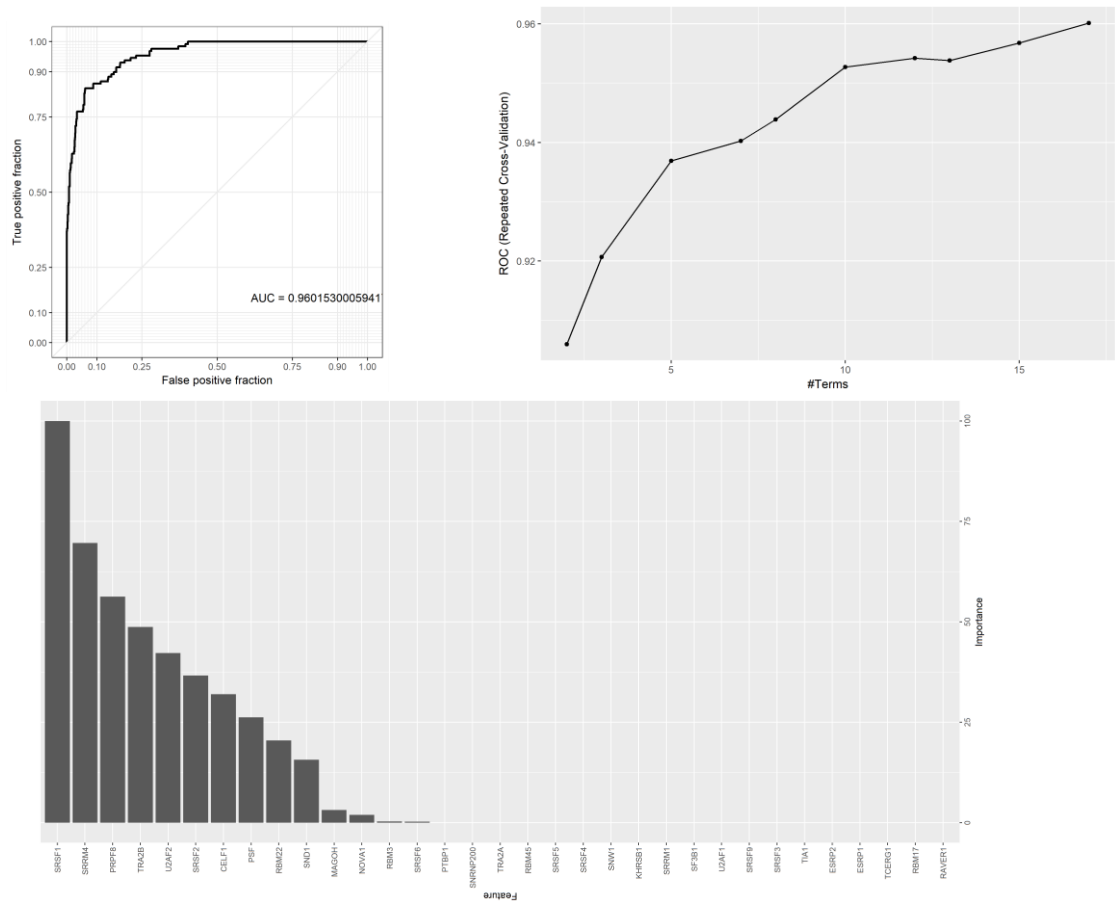 1.00
0.90
0.75
0.50
0.25
0.10
0.00
True positive fraction
AUC = 0.960153000594​17
0.00 0.10 0.25 0.50 0.75 0.90 1.00
False positive fraction
0.96
0.94
0.92
ROC (Repeated Cross-Validation)
5 10 15
#Terms
100
75
50
25
0
Importance
SRSF1
SRRM4
PRPF8
TRA2B
U2AF2
SRSF2
CELF1
PSF
RBM22
SND1
MAGOH
NOVA1
RBM3
SRSF6
PTBP1
SNRNP200
TRA2A
RBM45
SRSF5
SRSF4
SNW1
KHRSB1
SRRM1
SF3B1
U2AF1
SRSF9
SRSF3
TIA1
ESRP2
ESRP1
TCERG1
RBM17
RAVER1
Feature